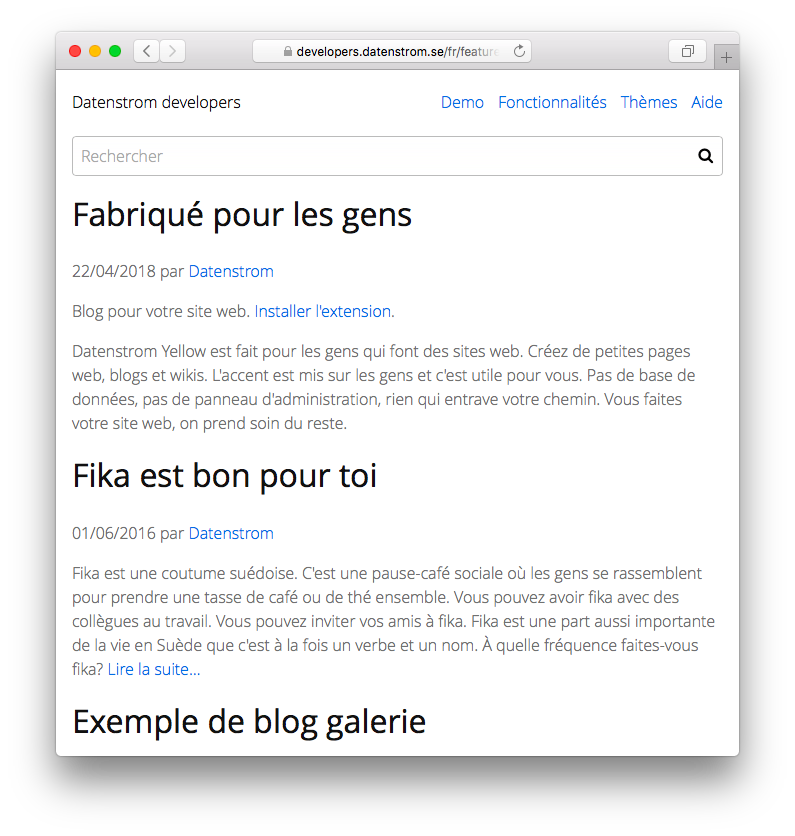 developers.datenstrom.se/fr/feature
Datenstrom developers
Demo Fonctionnalités Thèmes Aide
Rechercher
Fabriqué pour les gens
22/04/2018 par Datenstrom
Blog pour votre site web. Installer l'extension.
Datenstrom Yellow est fait pour les gens qui font des sites web. Créez de petites pages
web, blogs et wikis. L'accent est mis sur les gens et c'est utile pour vous. Pas de base de
données, pas de panneau d'administration, rien qui entrave votre chemin. Vous faites
votre site web, on prend soin du reste.
Fika est bon pour toi
01/06/2016 par Datenstrom
Fika est une coutume suédoise. C'est une pause-café sociale où les gens se rassemblent
pour prendre une tasse de café ou de thé ensemble. Vous pouvez avoir fika avec des
collègues au travail. Vous pouvez inviter vos amis à fika. Fika est une part aussi importante
de la vie en Suède que c'est à la fois un verbe et un nom. À quelle fréquence faites-vous
fika? Lire la suite...
Exemple de blog galerie